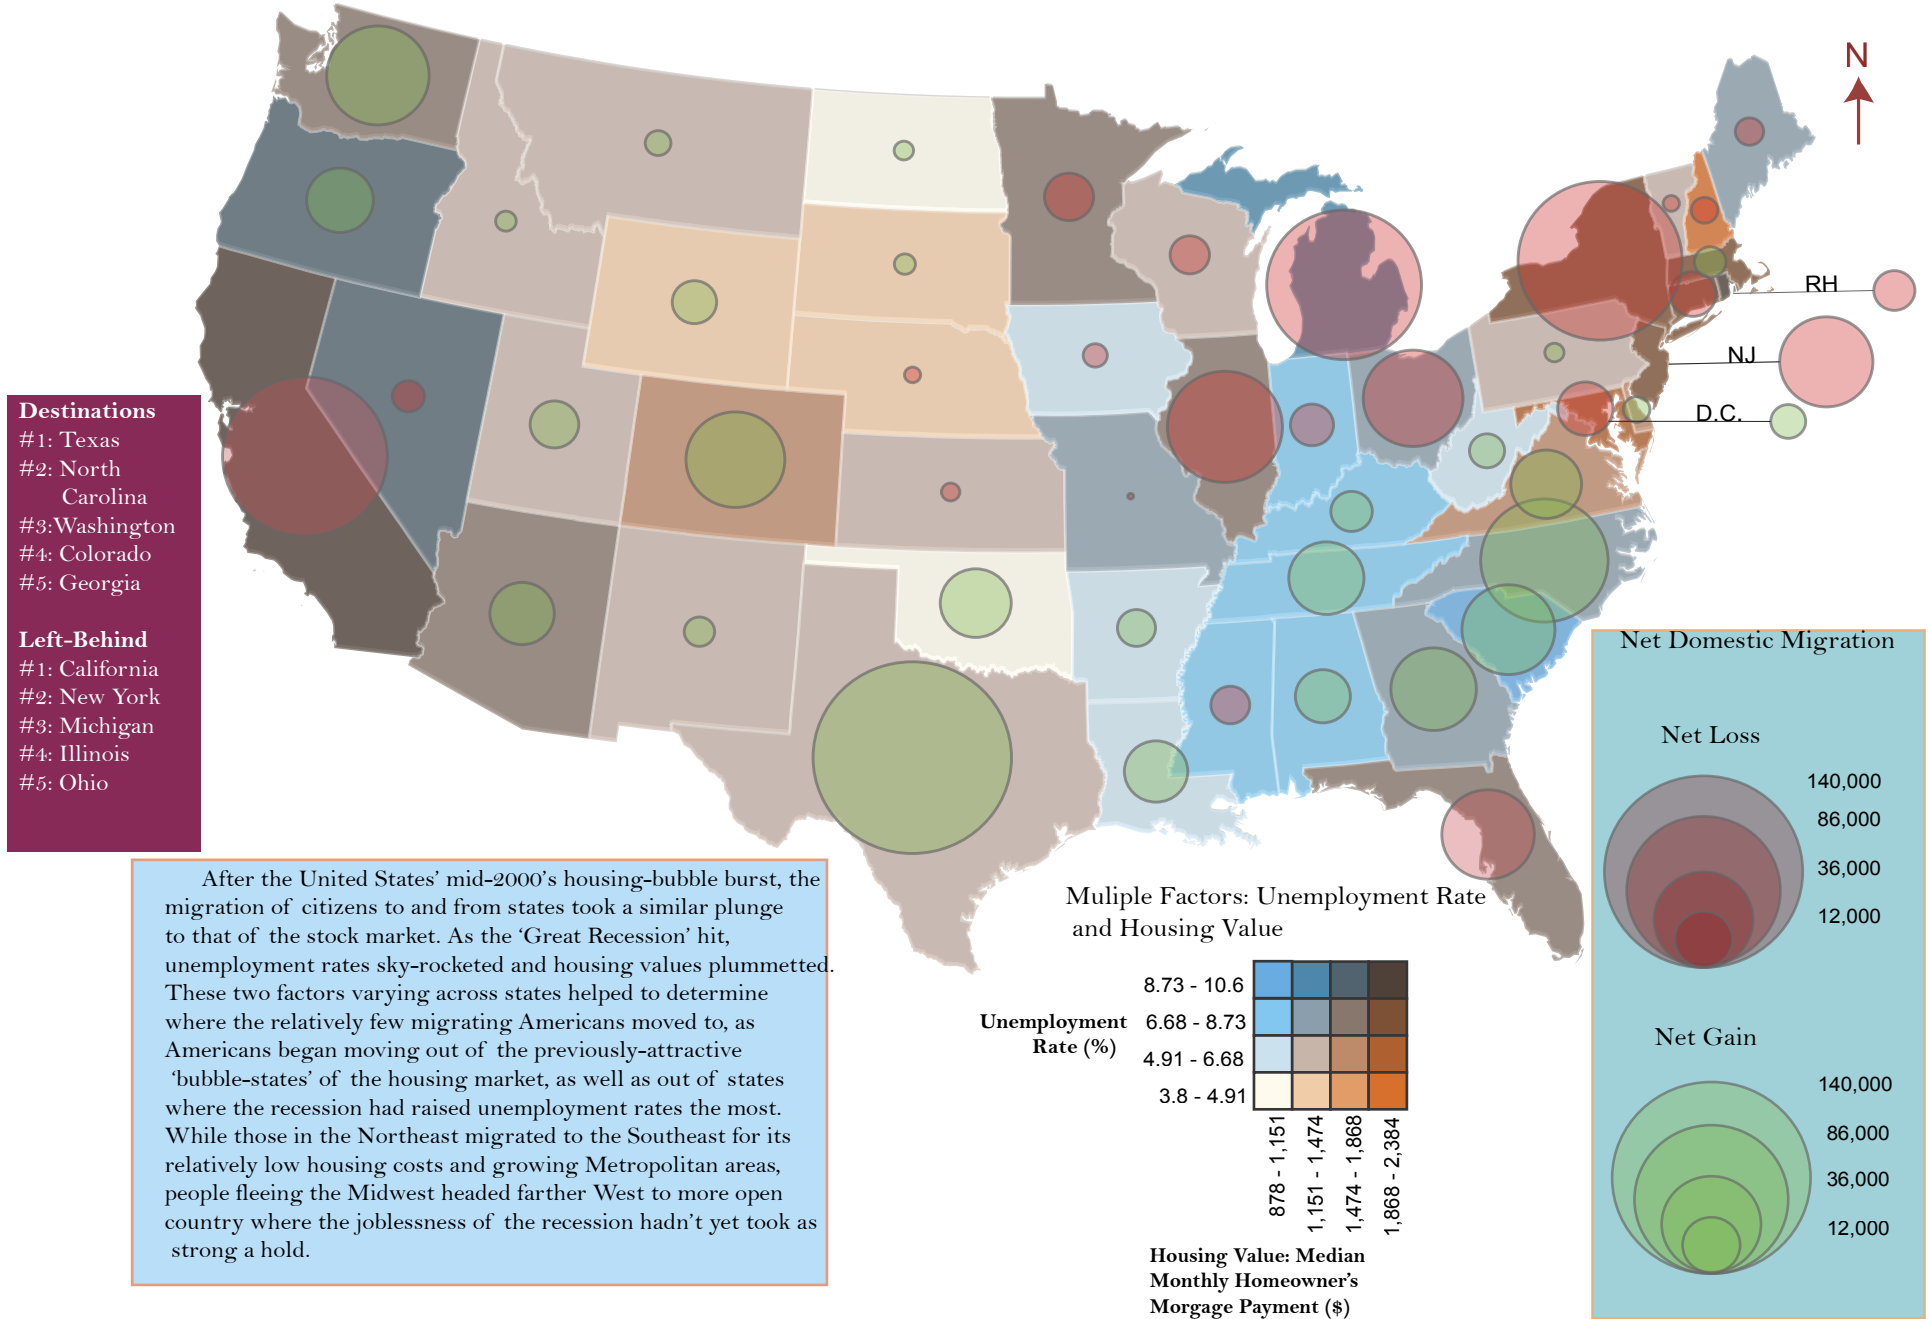 N
RH
NJ
D.C.
Destinations
#1: Texas
#2: North
Carolina
#3:Washington
#4: Colorado
#5: Georgia
Left-Behind
#1: California
#2: New York
#3: Michigan
#4: Illinois
#5: Ohio
After the United States’ mid-2000’s housing-bubble burst, the
migration of citizens to and from states took a similar plunge
to that of the stock market. As the ‘Great Recession’ hit,
unemployment rates sky-rocketed and housing values plummetted.
These two factors varying across states helped to determine
where the relatively few migrating Americans moved to, as
Americans began moving out of the previously-attractive
‘bubble-states’ of the housing market, as well as out of states
where the recession had raised unemployment rates the most.
While those in the Northeast migrated to the Southeast for its
relatively low housing costs and growing Metropolitan areas,
people fleeing the Midwest headed farther West to more open
country where the joblessness of the recession hadn’t yet took as
strong a hold.
Muliple Factors: Unemployment Rate
and Housing Value
Unemployment
Rate (%)
8.73 - 10.6
6.68 - 8.73
4.91 - 6.68
3.8 - 4.91
878 - 1,151
1,151 - 1,474
1,474 - 1,868
1,868 - 2,384
Housing Value: Median
Monthly Homeowner’s
Morgage Payment ($)
Net Domestic Migration
Net Loss
140,000
86,000
36,000
12,000
Net Gain
140,000
86,000
36,000
12,000